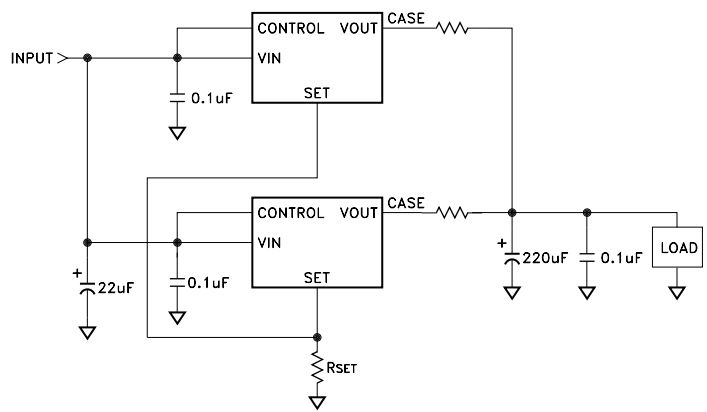 CONTROL VOUT CASE
INPUT VIN
SET
0.1uF
CONTROL VOUT CASE
VIN
SET
+ 22uF
0.1uF
+ 220uF
0.1uF
LOAD
RSET